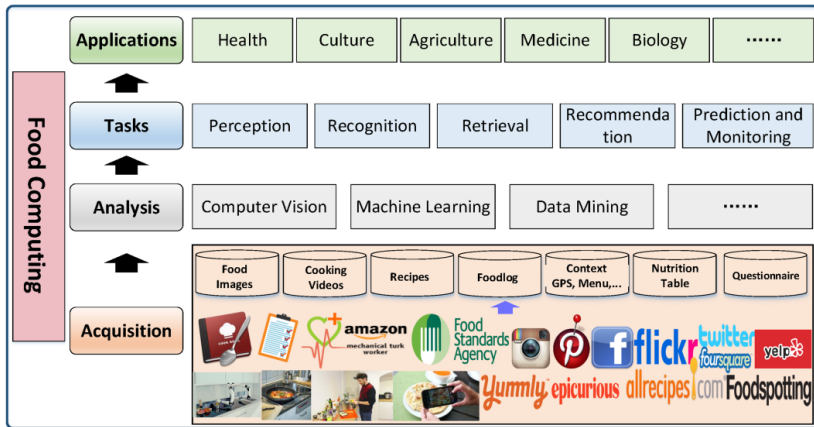 Food Computing
Applications
Health
Culture
Agriculture
Medicine
Biology
......
Tasks
Perception
Recognition
Retrieval
Recommenda
tion
Prediction and
Monitoring
Analysis
Computer Vision
Machine Learning
Data Mining
......
Acquisition
Food
Images
Cooking
Videos
Recipes
Foodlog
Context
GPS, Menu,...
Nutrition
Table
Questionnaire
amazon
mechanical turk
worker
Food
Standards
Agency
flickr
twitter
foursquare
yelp
Yummly
epicurious
allrecipes.com
Foodspotting